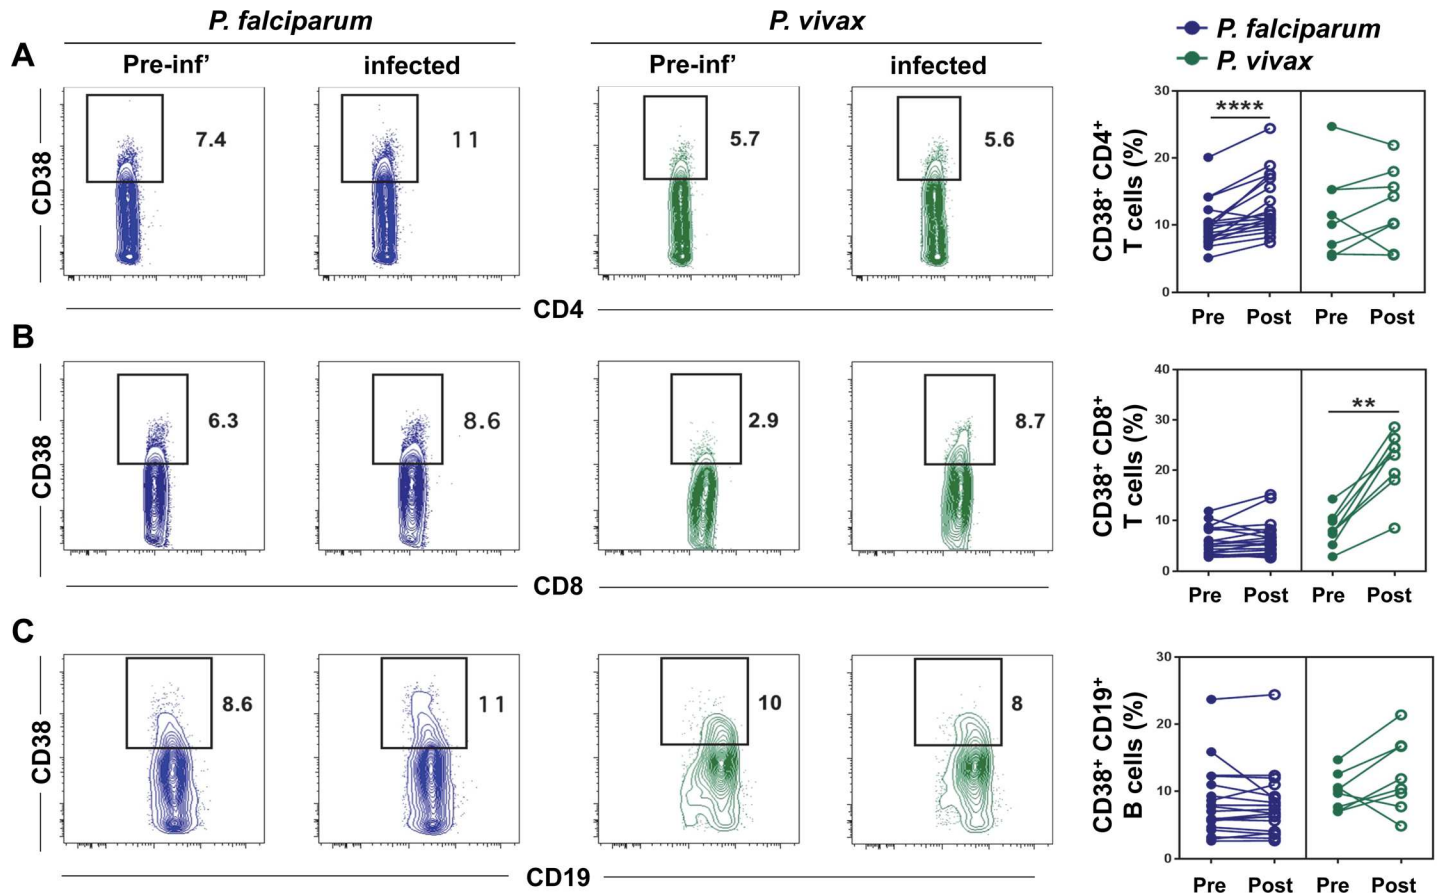 P. falciparum
P. vivax
P. falciparum
P. vivax
A
Pre-inf’
infected
Pre-inf’
infected
CD38
7.4
11
5.7
5.6
CD4
CD38⁺ CD4⁺
T cells (%)
30
20
10
0
****
Pre Post Pre Post
B
CD38
6.3
8.6
2.9
8.7
CD8
CD38⁺ CD8⁺
T cells (%)
40
30
20
10
0
**
Pre Post Pre Post
C
CD38
8.6
11
10
8
CD19
CD38⁺ CD19⁺
B cells (%)
30
20
10
0
Pre Post Pre Post